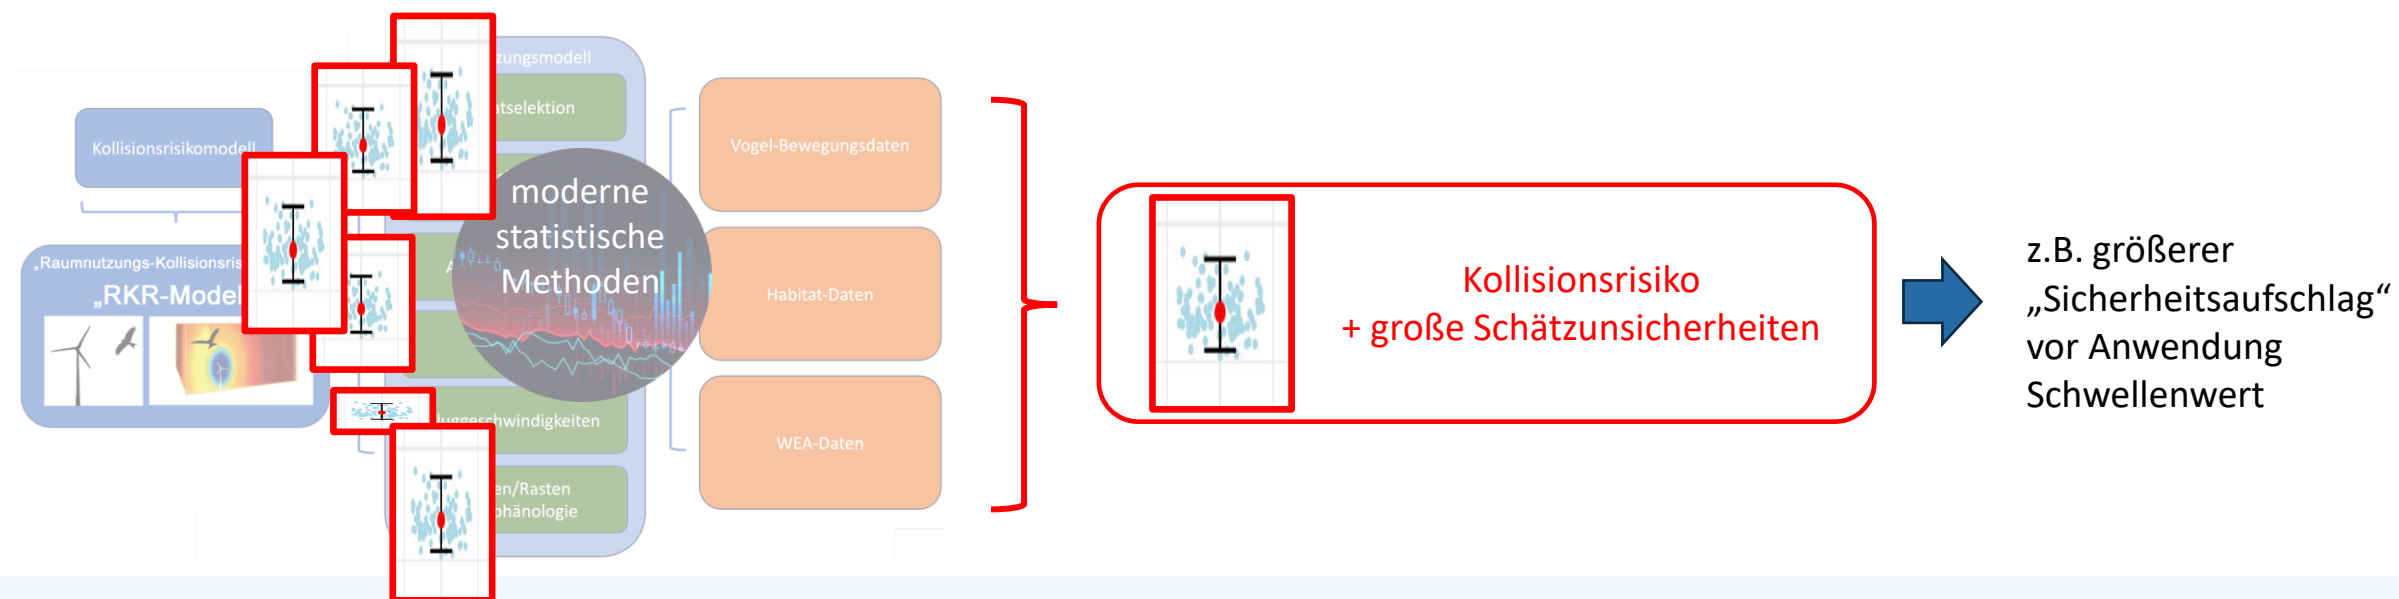 zungsmodell
atselektion
Kollisionsrisikomodell
„Raumnutzungs-Kollisionsris
„RKR-Model
moderne
statistische
Methoden
luggeschwindigkeiten
en/Rasten
phänologie
Vogel-Bewegungsdaten
Habitat-Daten
WEA-Daten
Kollisionsrisiko
+ große Schätzunsicherheiten
z.B. größerer
„Sicherheitsaufschlag“
vor Anwendung
Schwellenwert